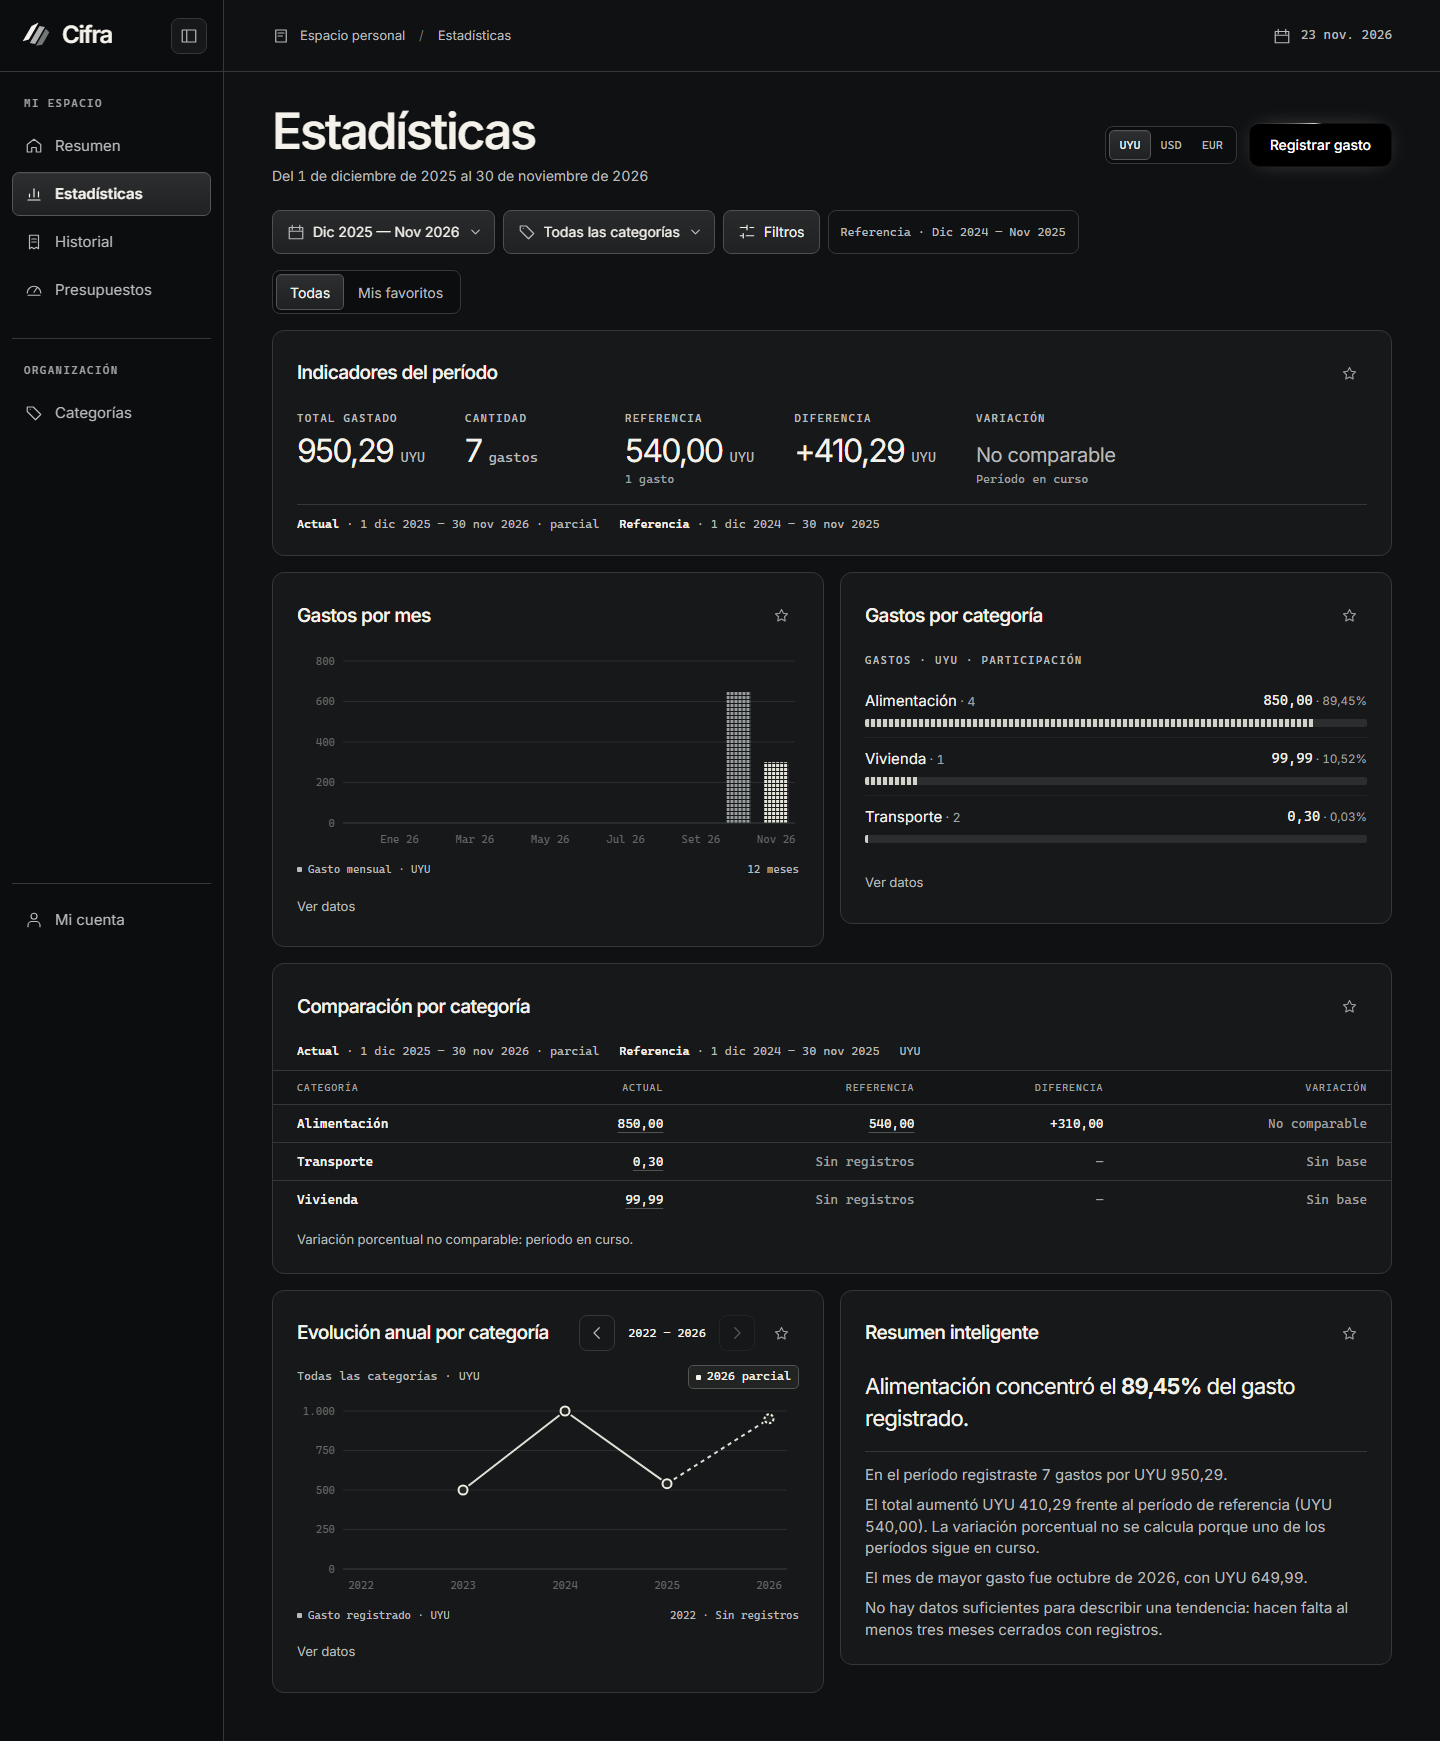 Cifra
Espacio personal / Estadísticas
23 nov. 2026
MI ESPACIO
Resumen
Estadísticas
Historial
Presupuestos
ORGANIZACIÓN
Categorías
Mi cuenta
Estadísticas
Del 1 de diciembre de 2025 al 30 de noviembre de 2026
UYU USD EUR
Registrar gasto
Dic 2025 — Nov 2026
Todas las categorías
Filtros
Referencia · Dic 2024 — Nov 2025
Todas Mis favoritos
Indicadores del período
TOTAL GASTADO CANTIDAD REFERENCIA DIFERENCIA VARIACIÓN
950,29 UYU 7 gastos 540,00 UYU +410,29 UYU No comparable
1 gasto Período en curso
Actual · 1 dic 2025 — 30 nov 2026 · parcial Referencia · 1 dic 2024 — 30 nov 2025
Gastos por mes
800
600
400
200
0
Ene 26 Mar 26 May 26 Jul 26 Set 26 Nov 26
Gasto mensual · UYU 12 meses
Ver datos
Gastos por categoría
GASTOS · UYU · PARTICIPACIÓN
Alimentación · 4 850,00 · 89,45%
Vivienda · 1 99,99 · 10,52%
Transporte · 2 0,30 · 0,03%
Ver datos
Comparación por categoría
Actual · 1 dic 2025 — 30 nov 2026 · parcial Referencia · 1 dic 2024 — 30 nov 2025 UYU
CATEGORÍA ACTUAL REFERENCIA DIFERENCIA VARIACIÓN
Alimentación 850,00 540,00 +310,00 No comparable
Transporte 0,30 Sin registros — Sin base
Vivienda 99,99 Sin registros — Sin base
Variación porcentual no comparable: período en curso.
Evolución anual por categoría
2022 — 2026
Todas las categorías · UYU
2026 parcial
1.000
750
500
250
0
2022 2023 2024 2025 2026
Gasto registrado · UYU 2022 · Sin registros
Ver datos
Resumen inteligente
Alimentación concentró el 89,45% del gasto
registrado.
En el período registraste 7 gastos por UYU 950,29.
El total aumentó UYU 410,29 frente al período de referencia (UYU
540,00). La variación porcentual no se calcula porque uno de los
períodos sigue en curso.
El mes de mayor gasto fue octubre de 2026, con UYU 649,99.
No hay datos suficientes para describir una tendencia: hacen falta al
menos tres meses cerrados con registros.